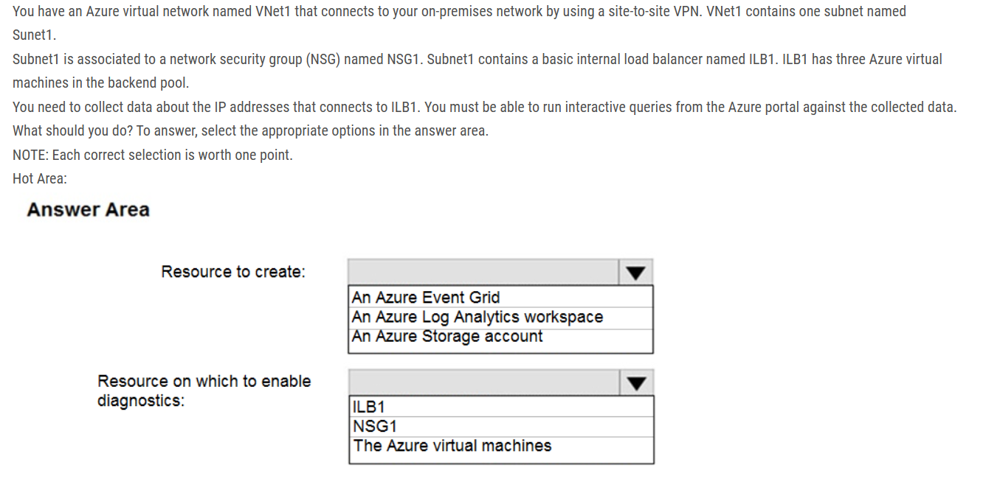 You have an Azure virtual network named VNet1 that connects to your on-premises network by using a site-to-site VPN. VNet1 contains one subnet named
Sunet1.
Subnet1 is associated to a network security group (NSG) named NSG1. Subnet1 contains a basic internal load balancer named ILB1. ILB1 has three Azure virtual
machines in the backend pool.
You need to collect data about the IP addresses that connects to ILB1. You must be able to run interactive queries from the Azure portal against the collected data.
What should you do? To answer, select the appropriate options in the answer area.
NOTE: Each correct selection is worth one point.
Hot Area:
Answer Area
Resource to create:
An Azure Event Grid
An Azure Log Analytics workspace
An Azure Storage account
Resource on which to enable
diagnostics:
ILB1
NSG1
The Azure virtual machines